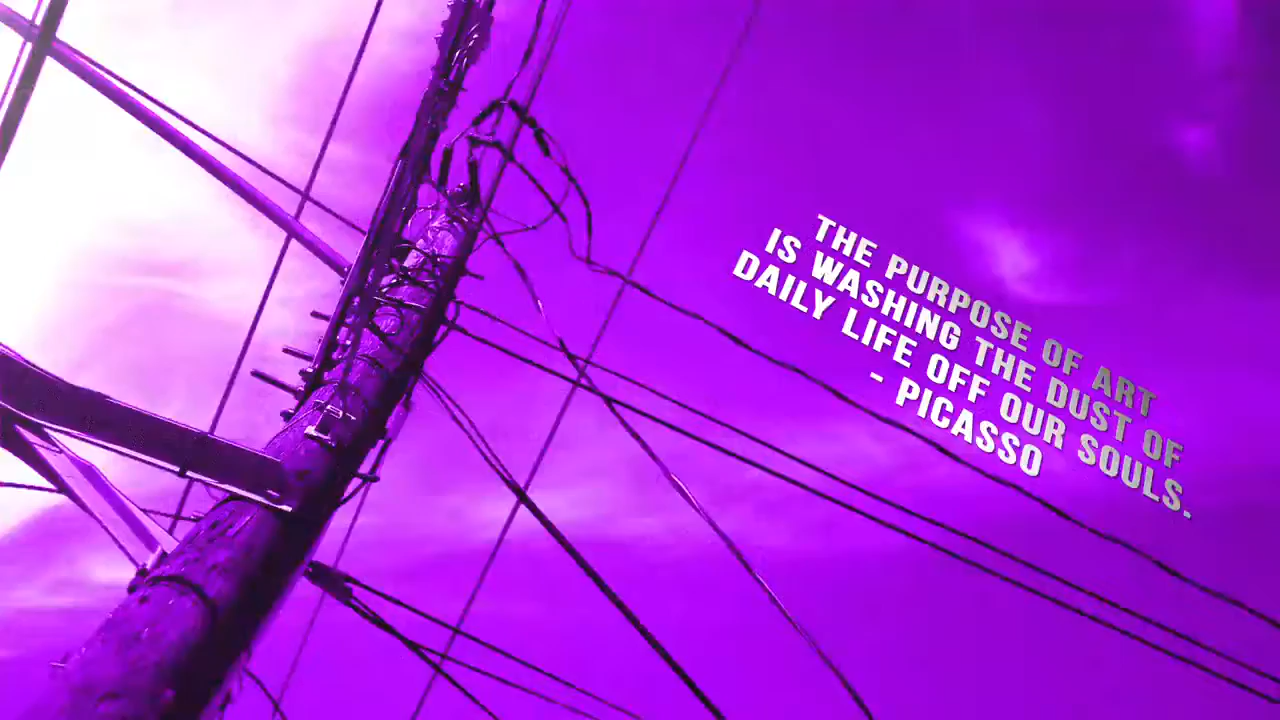 THE PURPOSE OF ART
IS WASHING THE DUST OF
DAILY LIFE OFF OUR SOULS.
- PICASSO